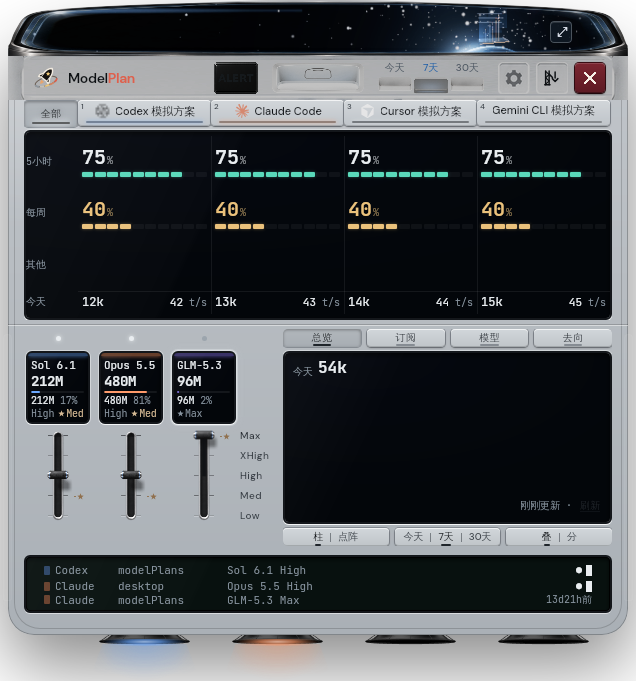 ModelPlan
ALERT
今天 7天 30天
全部
1 Codex 模拟方案
2 Claude Code
3 Cursor 模拟方案
4 Gemini CLI 模拟方案
5小时 75% 75% 75% 75%
每周 40% 40% 40% 40%
其他
今天 12k 42 t/s 13k 43 t/s 14k 44 t/s 15k 45 t/s
总览 订阅 模型 去向
Sol 6.1
212M
212M 17%
High ★Med
Opus 5.5
480M
480M 81%
High ★Med
GLM-5.3
96M
96M 2%
★Max
Max
XHigh
High
Med
Low
今天 54k
刚刚更新 · 刷新
柱 | 点阵
今天 | 7天 | 30天
叠 | 分
Codex modelPlans Sol 6.1 High
Claude desktop Opus 5.5 High
Claude modelPlans GLM-5.3 Max 13d21h前